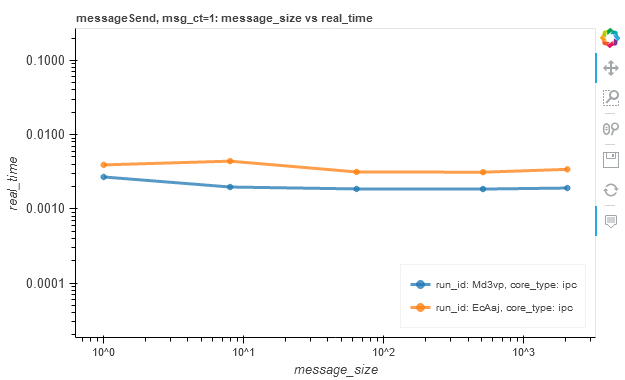 messageSend, msg_ct=1: message_size vs real_time
0.1000
0.0100
0.0010
0.0001
real_time
10^0
10^1
10^2
10^3
message_size
run_id: Md3vp, core_type: ipc
run_id: EcAaj, core_type: ipc